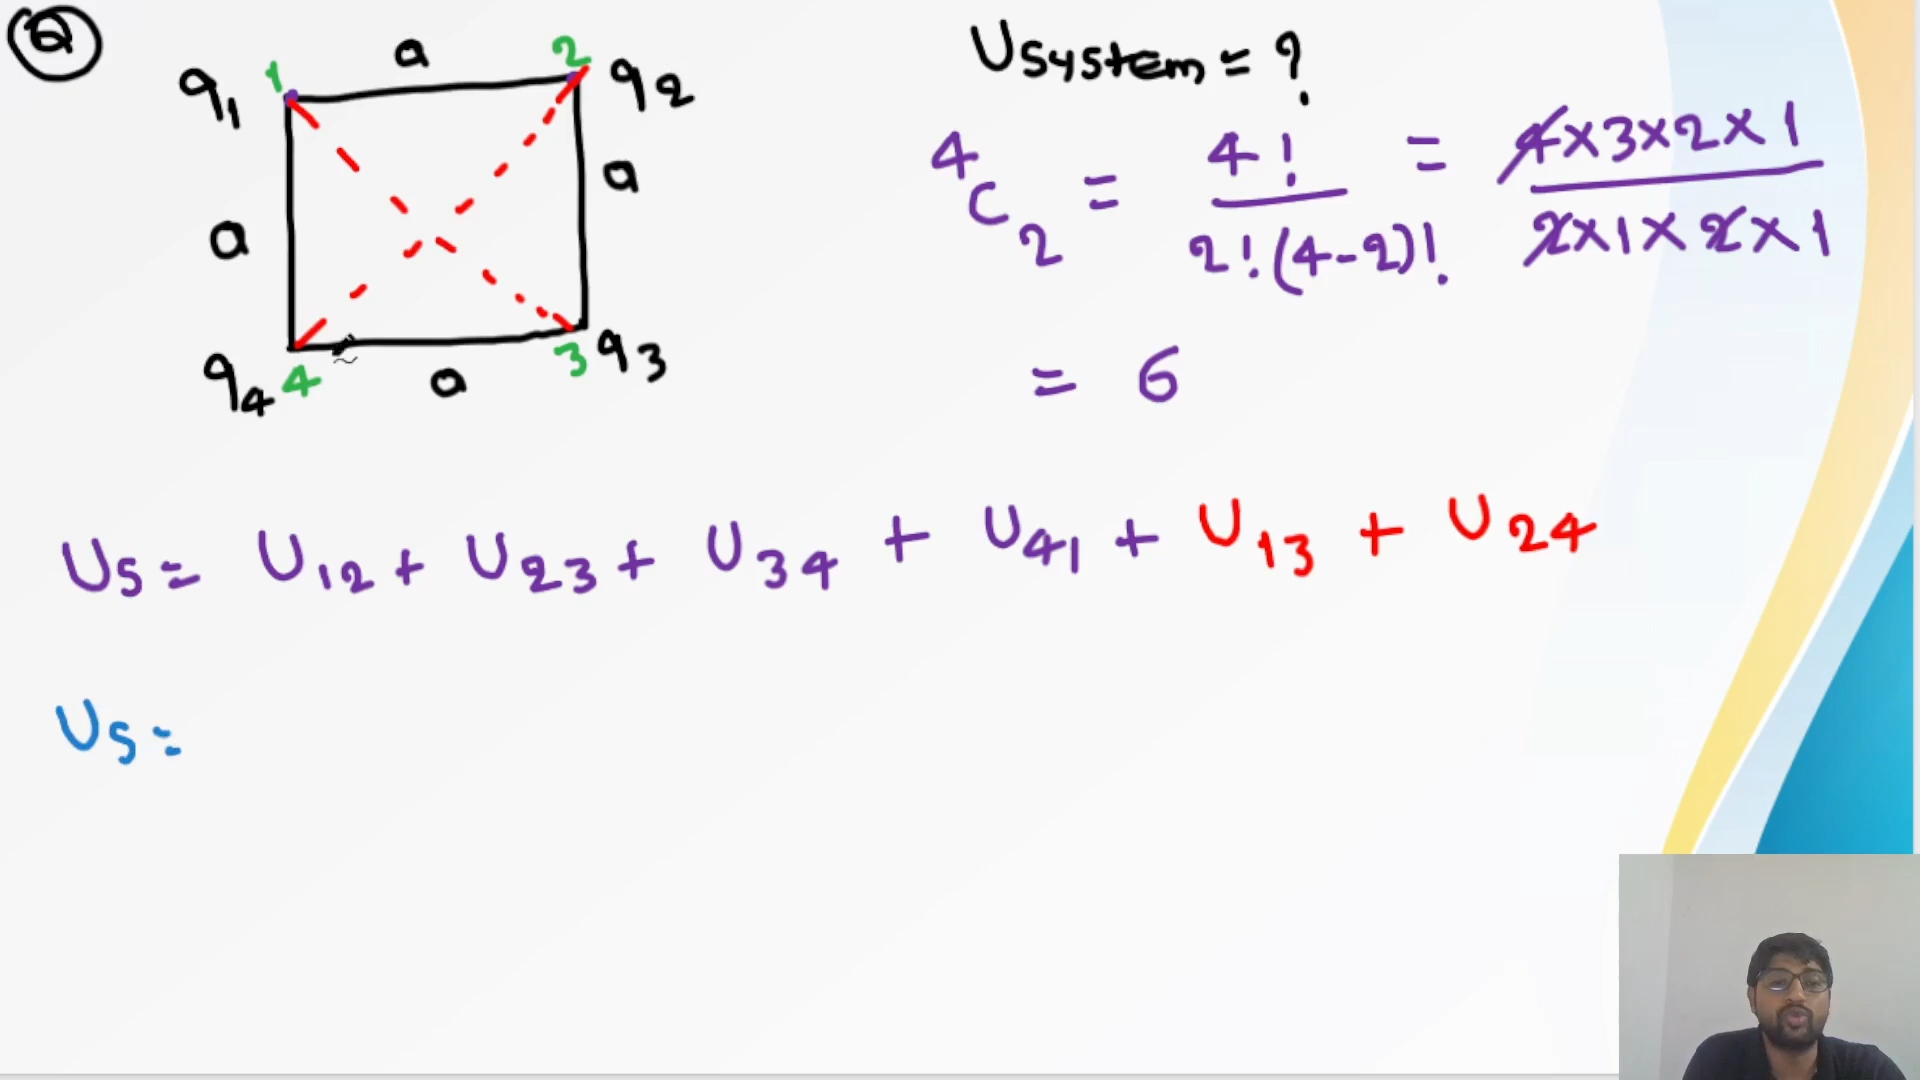 Q
1 a 2
q1 q2
a a
q4 4 a 3 q3
Usystem = ?
4C2 = 4! / 2!(4-2)! = 4×3×2×1 / 2×1×2×1
= 6
Us = U12 + U23 + U34 + U41 + U13 + U24
Us =